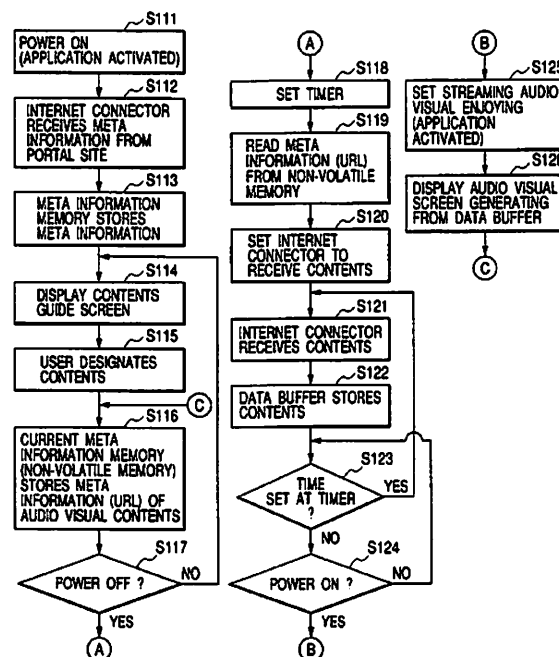 S111
POWER ON
(APPLICATION ACTIVATED)
S112
INTERNET CONNECTOR
RECEIVES META
INFORMATION FROM
PORTAL SITE
S113
META INFORMATION
MEMORY STORES
META INFORMATION
S114
DISPLAY CONTENTS
GUIDE SCREEN
S115
USER DESIGNATES
CONTENTS
C
S116
CURRENT META
INFORMATION MEMORY
(NON-VOLATILE MEMORY)
STORES META
INFORMATION (URL) OF
AUDIO VISUAL CONTENTS
S117
POWER OFF ?
NO
YES
A
A
S118
SET TIMER
S119
READ META
INFORMATION (URL)
FROM NON-VOLATILE
MEMORY
S120
SET INTERNET
CONNECTOR TO
RECEIVE CONTENTS
S121
INTERNET CONNECTOR
RECEIVES CONTENTS
S122
DATA BUFFER STORES
CONTENTS
S123
TIME
SET AT TIMER
?
YES
NO
S124
POWER ON ?
NO
YES
B
B
S125
SET STREAMING AUDIO
VISUAL ENJOYING
(APPLICATION
ACTIVATED)
S126
DISPLAY AUDIO VISUAL
SCREEN GENERATING
FROM DATA BUFFER
C